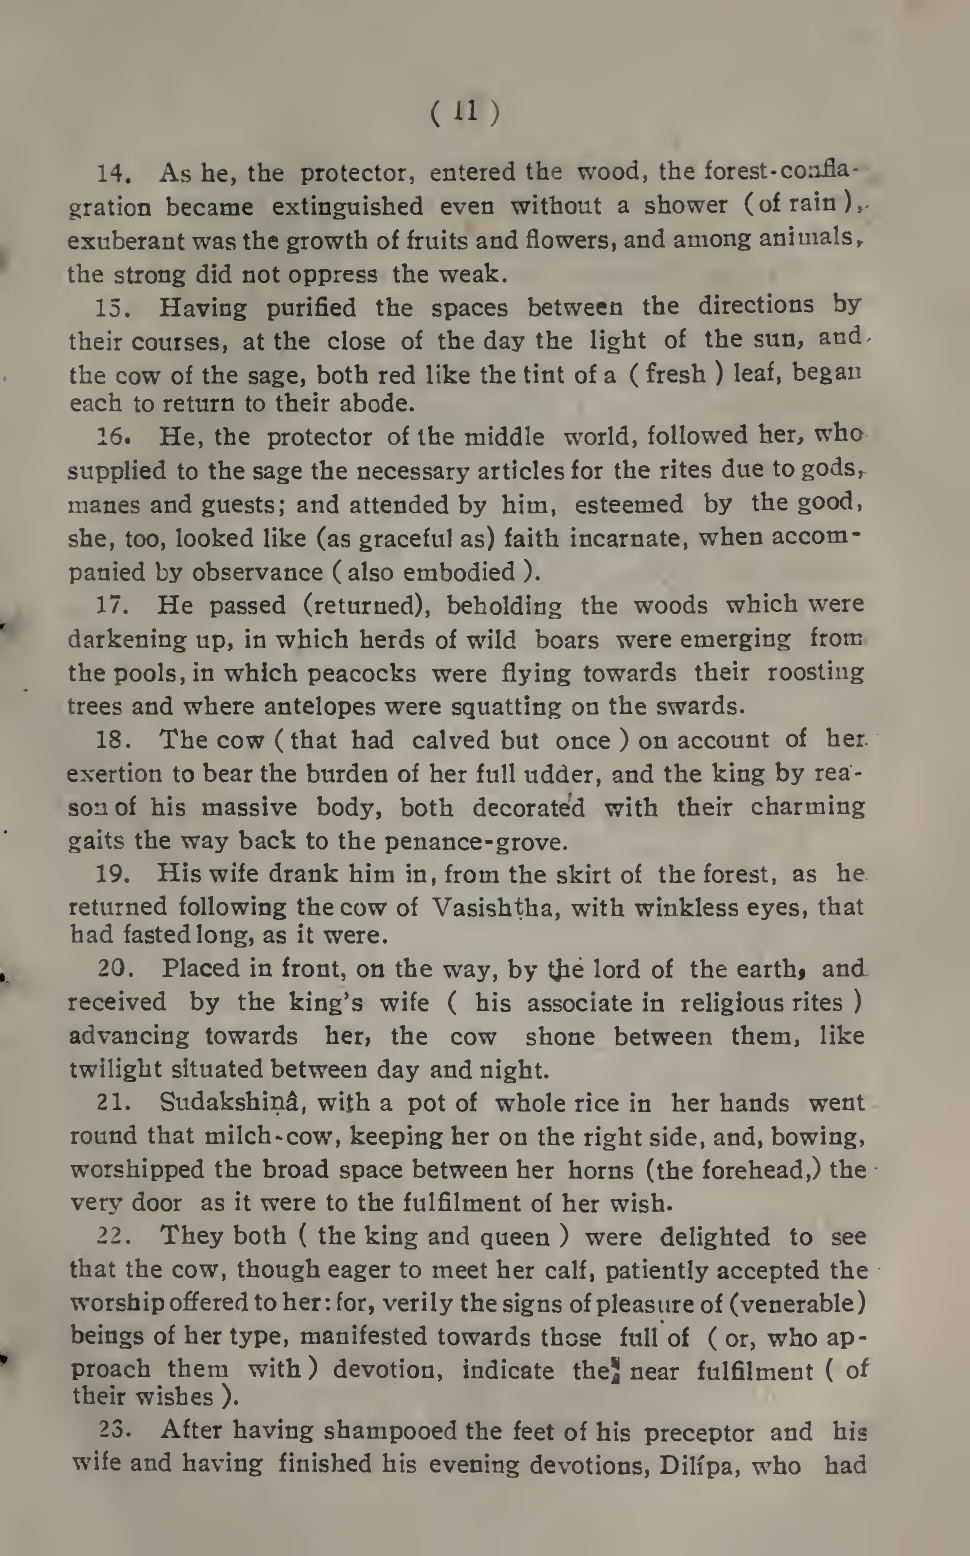 ( 11 )
14. As he, the protector, entered the wood, the forest-confla-
gration became extinguished even without a shower (of rain),
exuberant was the growth of fruits and flowers, and among animals,
the strong did not oppress the weak.
15. Having purified the spaces between the directions by
their courses, at the close of the day the light of the sun, and
the cow of the sage, both red like the tint of a ( fresh ) leaf, began
each to return to their abode.
16. He, the protector of the middle world, followed her, who
supplied to the sage the necessary articles for the rites due to gods,
manes and guests; and attended by him, esteemed by the good,
she, too, looked like (as graceful as) faith incarnate, when accom-
panied by observance ( also embodied ).
17. He passed (returned), beholding the woods which were
darkening up, in which herds of wild boars were emerging from
the pools, in which peacocks were flying towards their roosting
trees and where antelopes were squatting on the swards.
18. The cow ( that had calved but once ) on account of her
exertion to bear the burden of her full udder, and the king by rea-
son of his massive body, both decorated with their charming
gaits the way back to the penance-grove.
19. His wife drank him in, from the skirt of the forest, as he
returned following the cow of Vasishṭha, with winkless eyes, that
had fasted long, as it were.
20. Placed in front, on the way, by the lord of the earth, and
received by the king's wife ( his associate in religious rites )
advancing towards her, the cow shone between them, like
twilight situated between day and night.
21. Sudakshiṇâ, with a pot of whole rice in her hands went
round that milch-cow, keeping her on the right side, and, bowing,
worshipped the broad space between her horns (the forehead,) the
very door as it were to the fulfilment of her wish.
22. They both ( the king and queen ) were delighted to see
that the cow, though eager to meet her calf, patiently accepted the
worship offered to her: for, verily the signs of pleasure of (venerable)
beings of her type, manifested towards those full of ( or, who ap-
proach them with ) devotion, indicate the near fulfilment ( of
their wishes ).
23. After having shampooed the feet of his preceptor and his
wife and having finished his evening devotions, Dilípa, who had